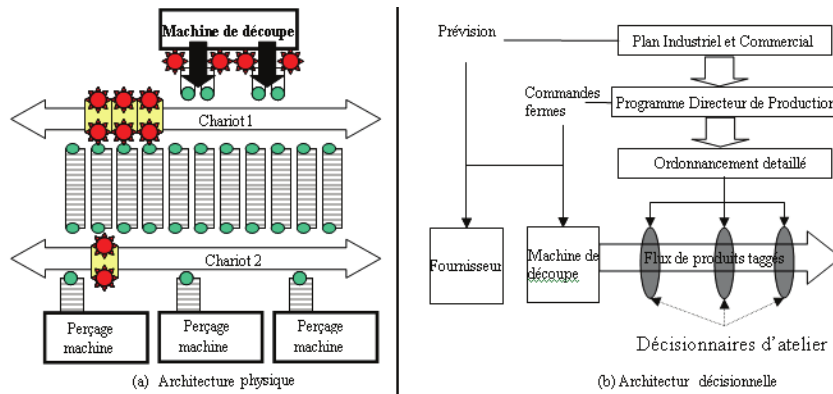 Machine de découpe
Chariot 1
Chariot 2
Perçage
machine
Perçage
machine
Perçage
machine
(a) Architecture physique
Prévision
Plan Industriel et Commercial
Commandes
fermes
Programme Directeur de Production
Ordonnancement detaillé
Fournisseur
Machine de
découpe
Flux de produits taggés
Décisionnaires d'atelier
(b) Architectur décisionnelle